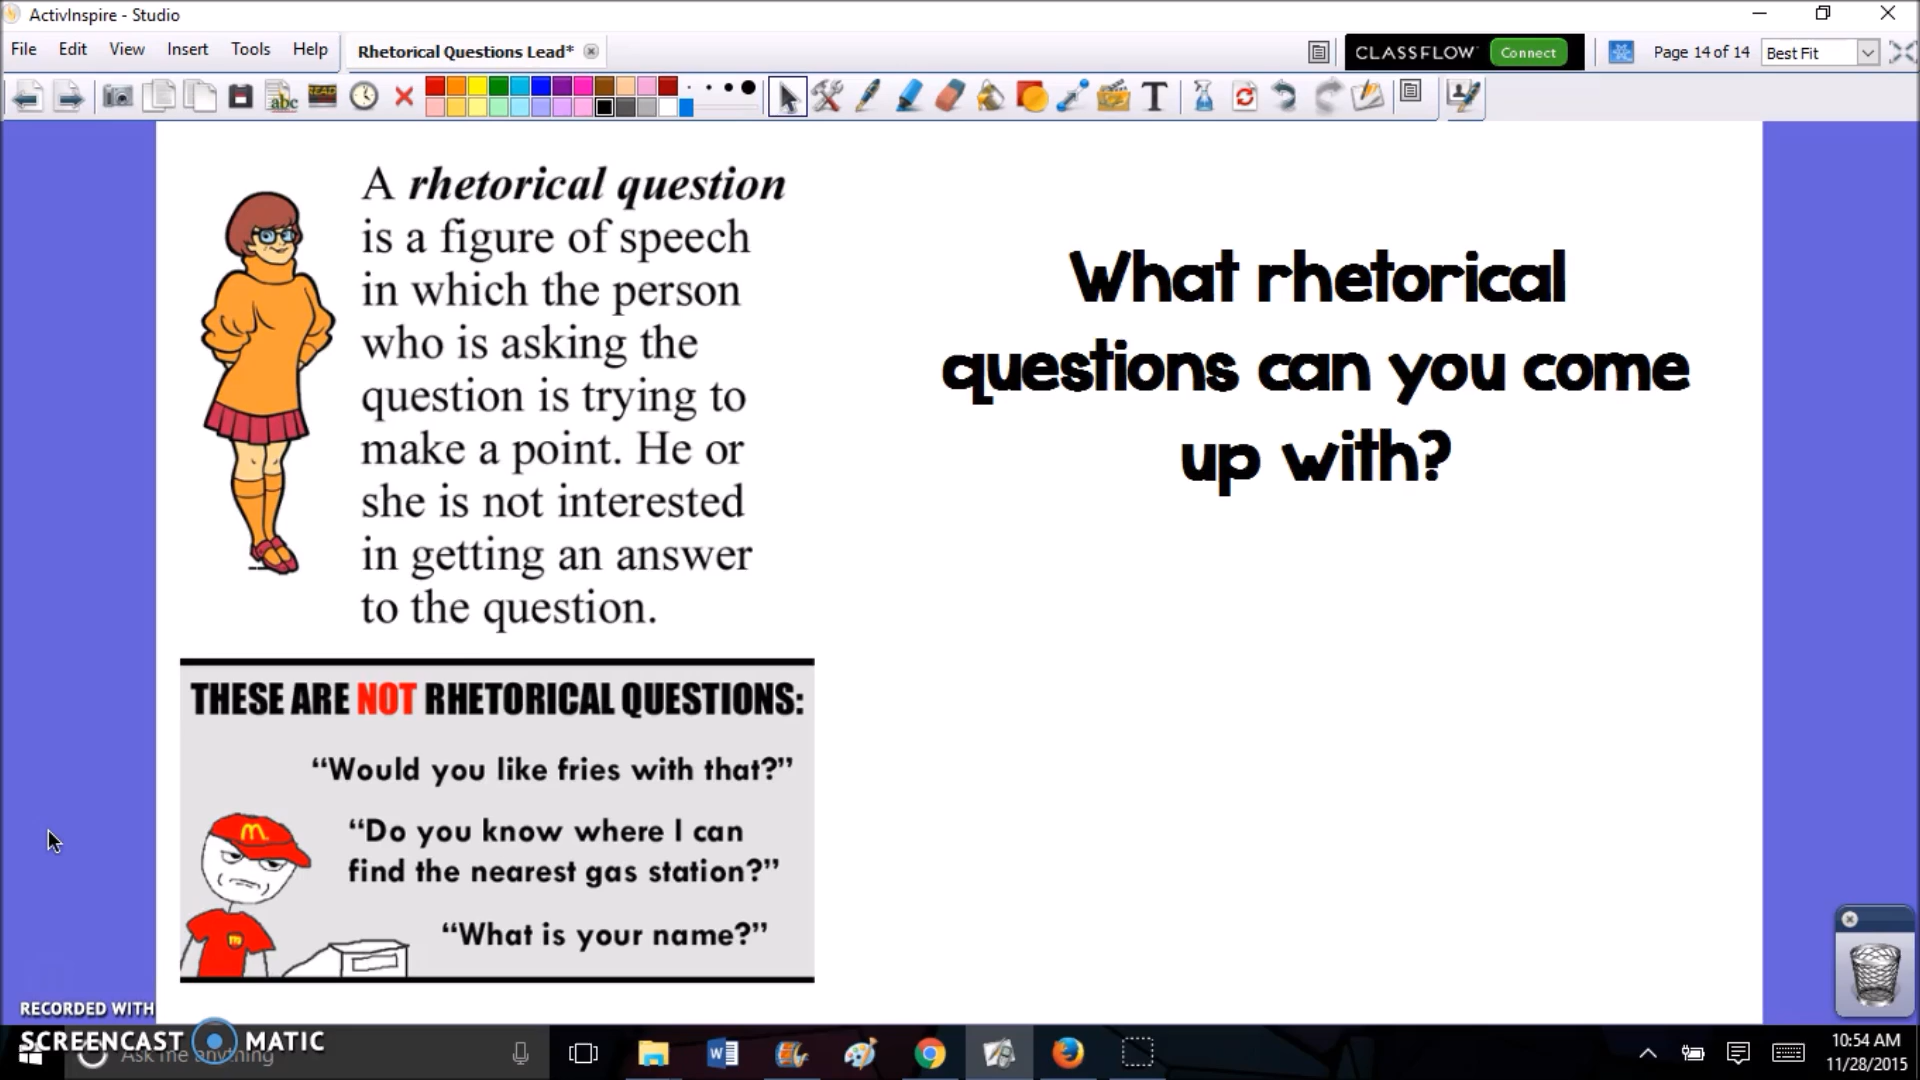 ActivInspire - Studio
File Edit View Insert Tools Help
Rhetorical Questions Lead*
CLASSFLOW Connect
Page 14 of 14
Best Fit
abc
READ
T
A rhetorical question
is a figure of speech
in which the person
who is asking the
question is trying to
make a point. He or
she is not interested
in getting an answer
to the question.
What rhetorical
questions can you come
up with?
THESE ARE NOT RHETORICAL QUESTIONS:
“Would you like fries with that?”
“Do you know where I can
find the nearest gas station?”
“What is your name?”
RECORDED WITH
SCREENCAST MATIC
Ask me anything
10:54 AM
11/28/2015